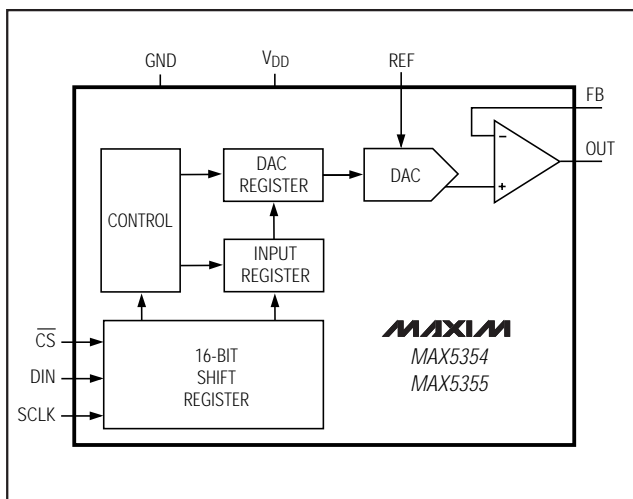 GND
VDD
REF
FB
OUT
DAC
REGISTER
DAC
CONTROL
INPUT
REGISTER
MAXIM
MAX5354
MAX5355
CS
DIN
SCLK
16-BIT
SHIFT
REGISTER
−
+